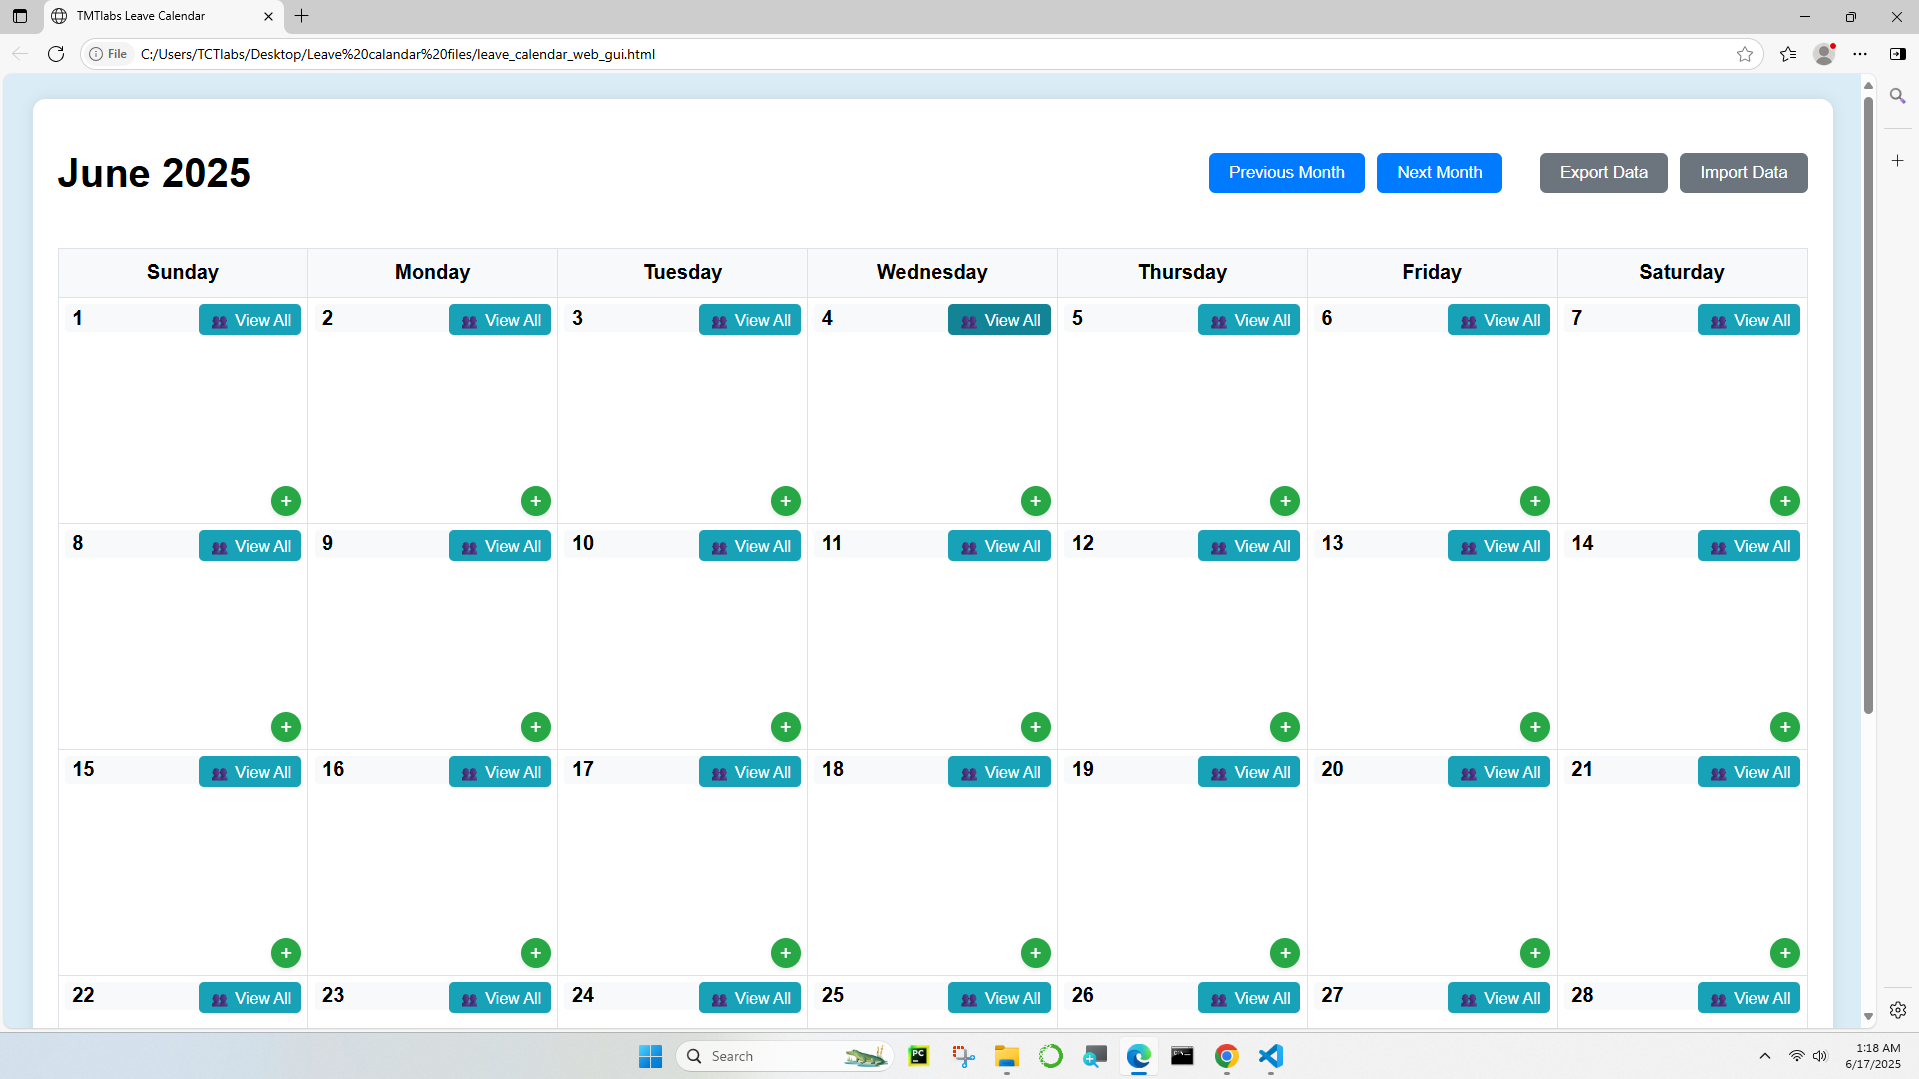 TMTlabs Leave Calendar
File C:/Users/TCTlabs/Desktop/Leave%20calandar%20files/leave_calendar_web_gui.html
June 2025
Previous Month Next Month Export Data Import Data
Sunday Monday Tuesday Wednesday Thursday Friday Saturday
1 View All 2 View All 3 View All 4 View All 5 View All 6 View All 7 View All
+ + + + + + +
8 View All 9 View All 10 View All 11 View All 12 View All 13 View All 14 View All
+ + + + + + +
15 View All 16 View All 17 View All 18 View All 19 View All 20 View All 21 View All
+ + + + + + +
22 View All 23 View All 24 View All 25 View All 26 View All 27 View All 28 View All
Search PC 1:18 AM
6/17/2025